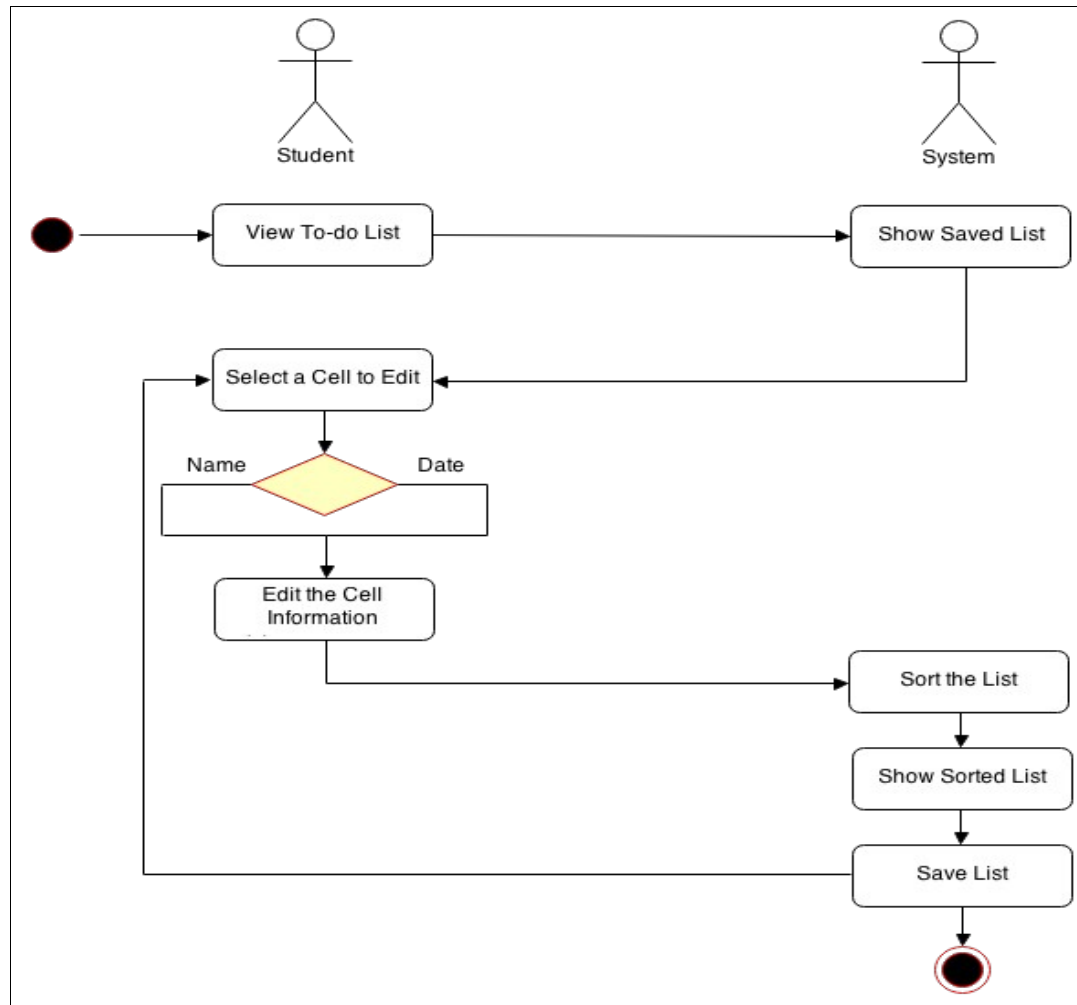 Student
System
View To-do List
Show Saved List
Select a Cell to Edit
Name
Date
Edit the Cell
Information
Sort the List
Show Sorted List
Save List